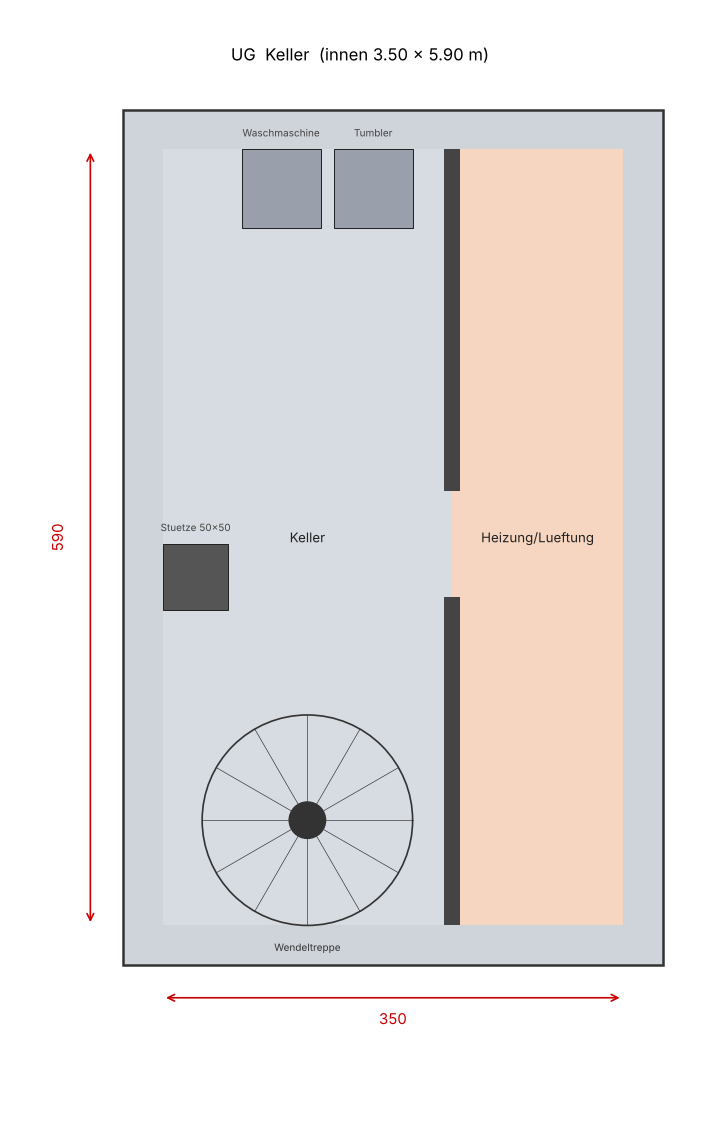 UG Keller (innen 3.50 × 5.90 m)
Waschmaschine
Tumbler
Stuetze 50×50
Keller
Heizung/Lueftung
590
Wendeltreppe
350